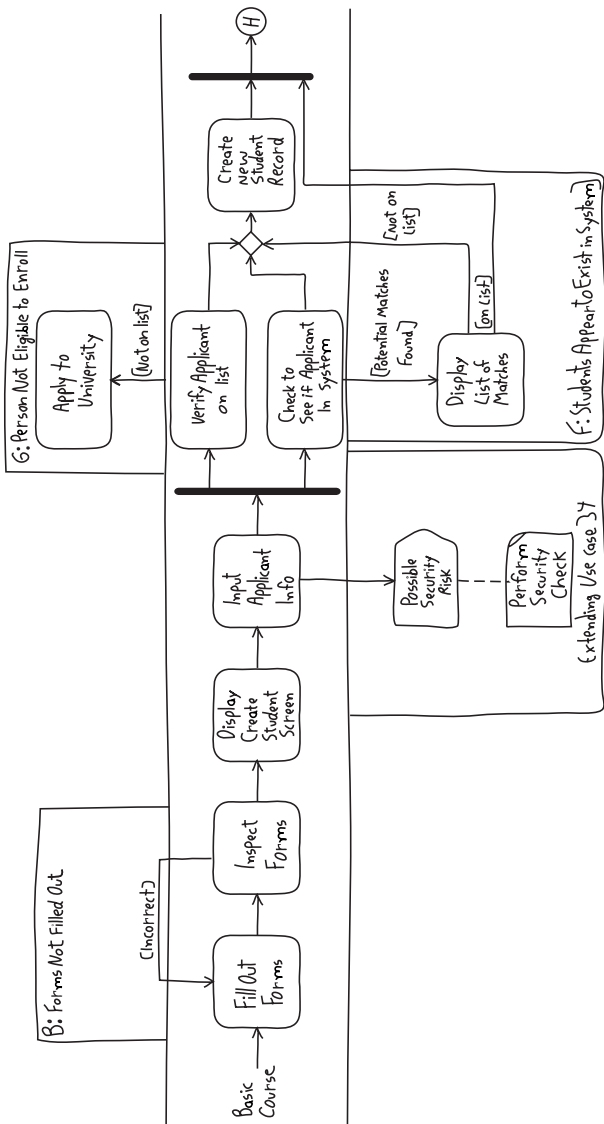 B: Forms Not Filled Out
G: Person Not Eligible to Enroll
Apply to
University
[Incorrect]
[Not on list]
Basic
Course
Fill Out
Forms
Inspect
Forms
Display
Create
Student
Screen
Input
Applicant
Info
Verify Applicant
on list
Check to
See if Applicant
In System
Create
New
Student
Record
H
[Potential Matches
Found]
[Not on
list]
[on list]
Possible
Security
Risk
Display
List of
Matches
Perform
Security
Check
Extending Use Case 34
F: Students Appear to Exist in System